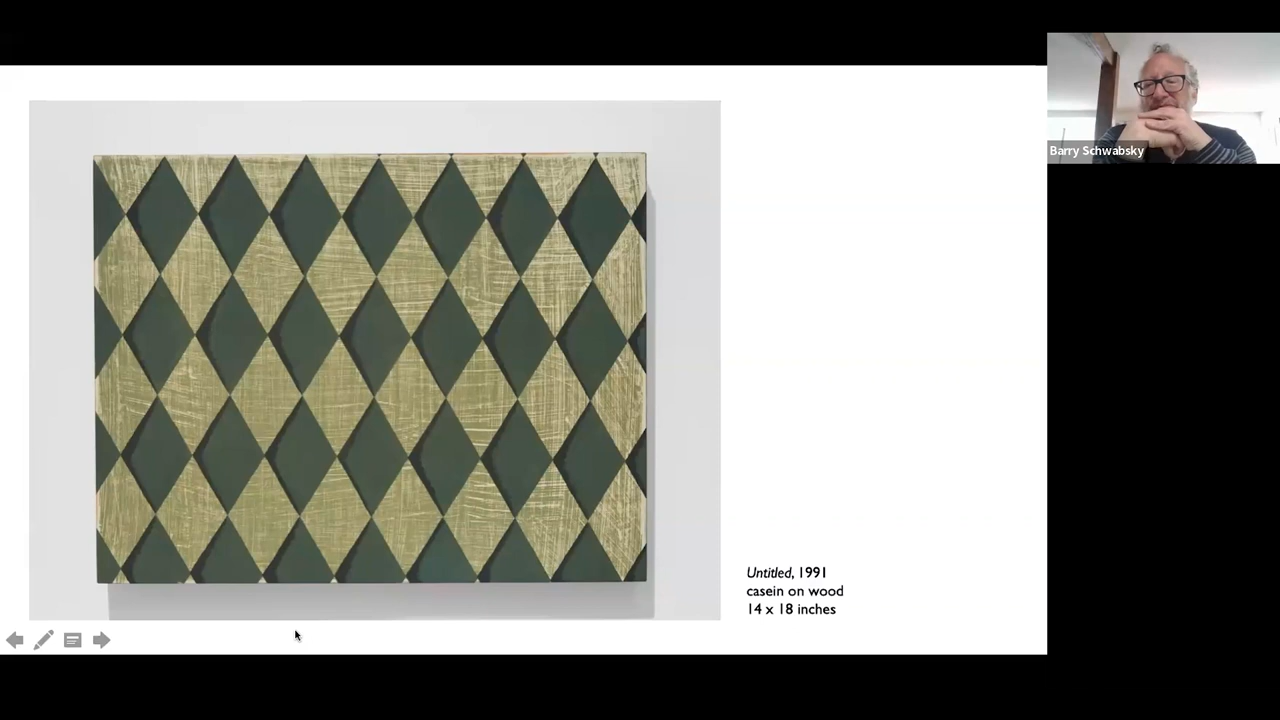 Barry Schwabsky
Untitled, 1991
casein on wood
14 x 18 inches